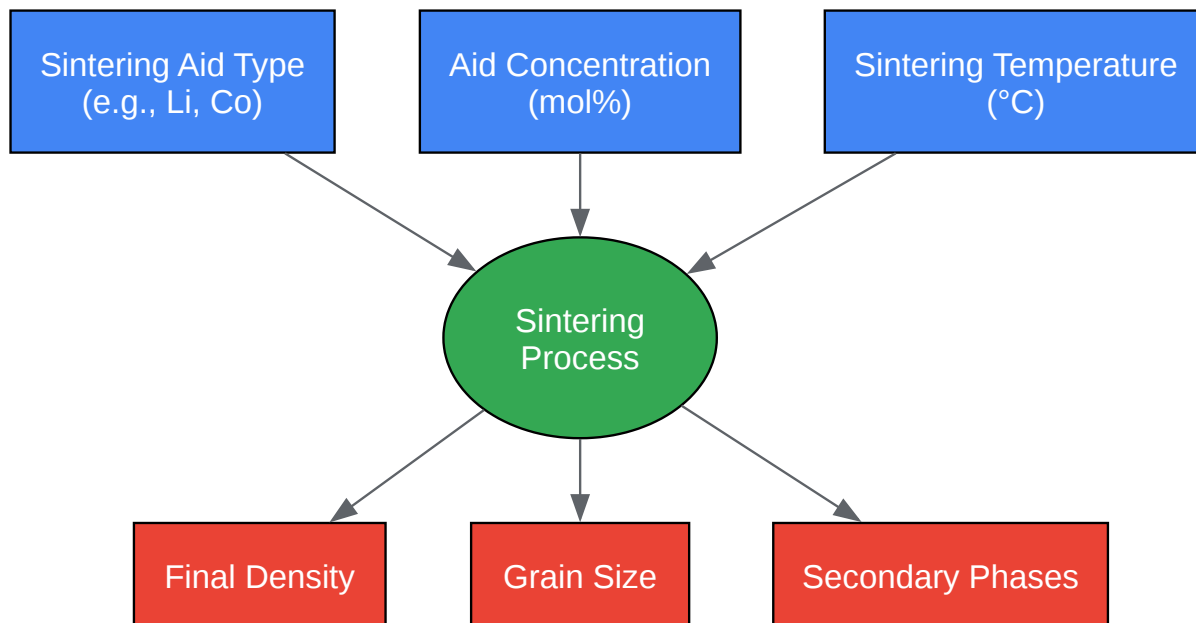 Sintering Aid Type
(e.g., Li, Co)
Aid Concentration
(mol%)
Sintering Temperature
(°C)
Sintering
Process
Final Density
Grain Size
Secondary Phases